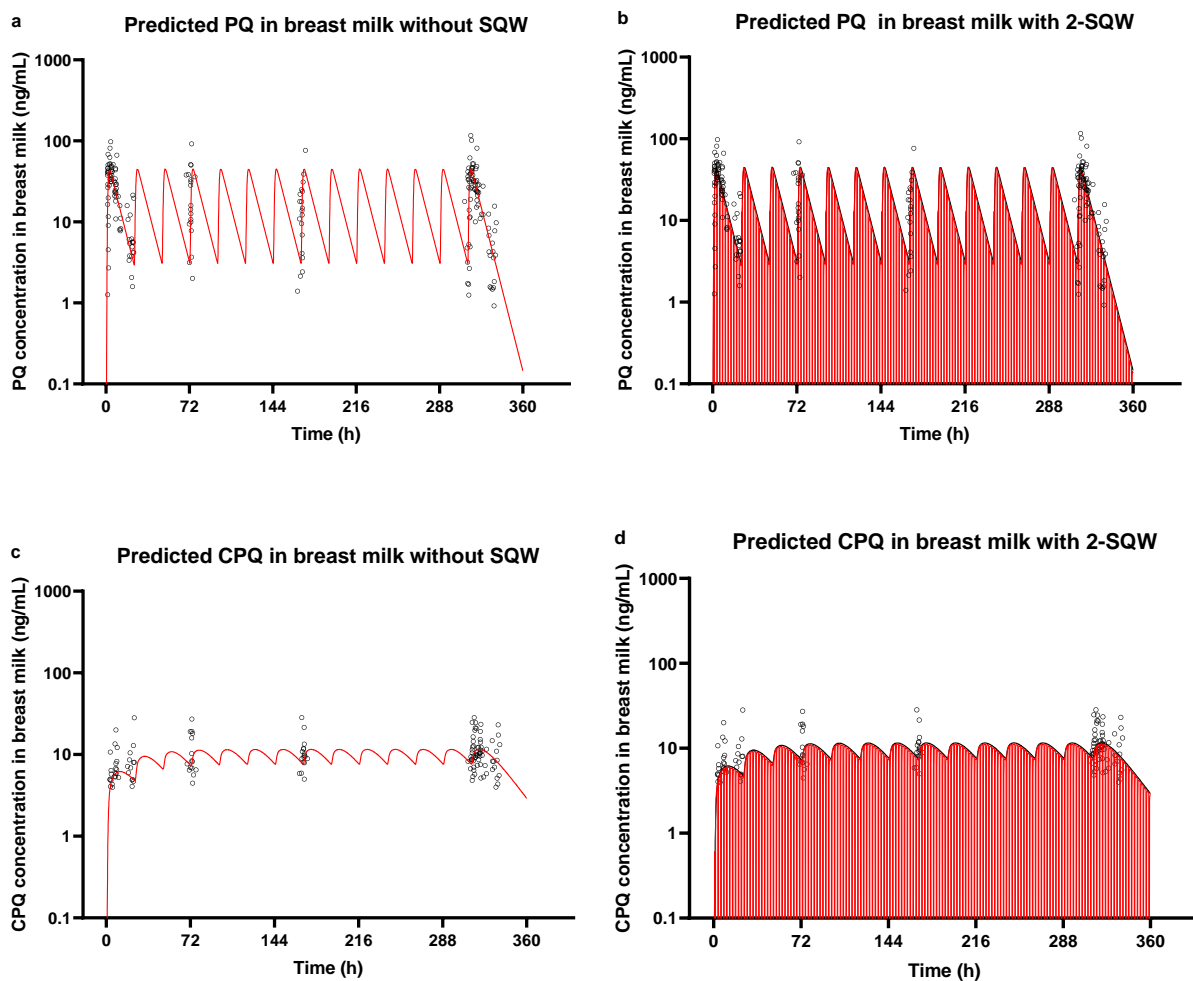 a
Predicted PQ in breast milk without SQW
PQ concentration in breast milk (ng/mL)
1000
100
10
1
0.1
0 72 144 216 288 360
Time (h)
b
Predicted PQ in breast milk with 2-SQW
PQ concentration in breast milk (ng/mL)
1000
100
10
1
0.1
0 72 144 216 288 360
Time (h)
c
Predicted CPQ in breast milk without SQW
CPQ concentration in breast milk (ng/mL)
1000
100
10
1
0.1
0 72 144 216 288 360
Time (h)
d
Predicted CPQ in breast milk with 2-SQW
CPQ concentration in breast milk (ng/mL)
1000
100
10
1
0.1
0 72 144 216 288 360
Time (h)